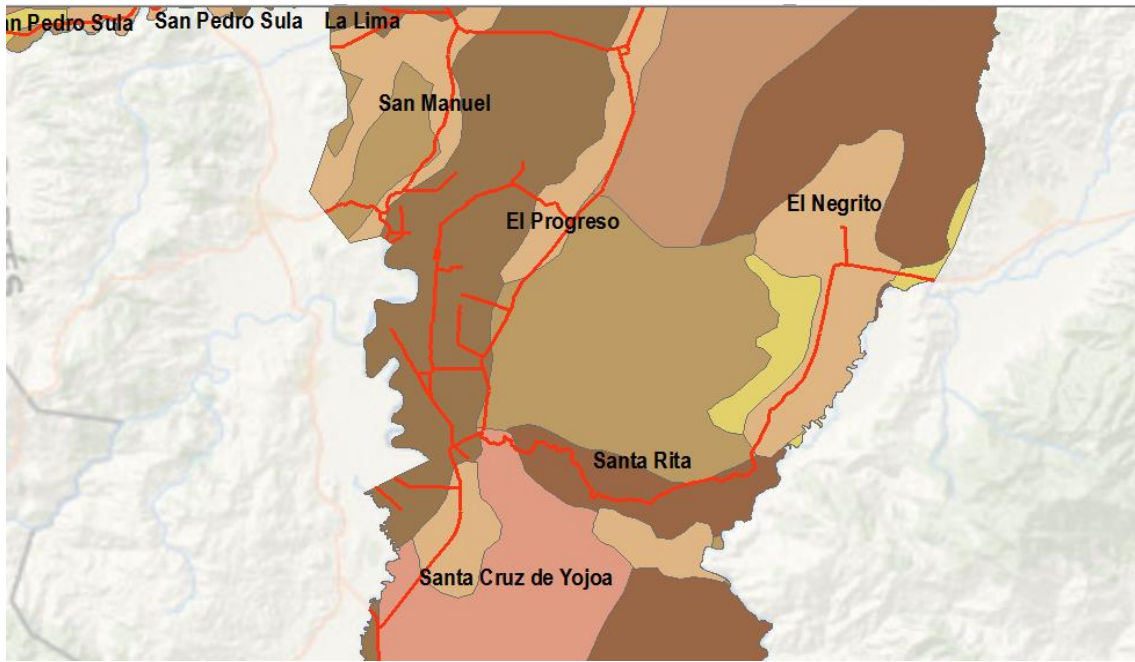 an Pedro Sula San Pedro Sula La Lima
San Manuel
El Negrito
El Progreso
Santa Rita
Santa Cruz de Yojoa